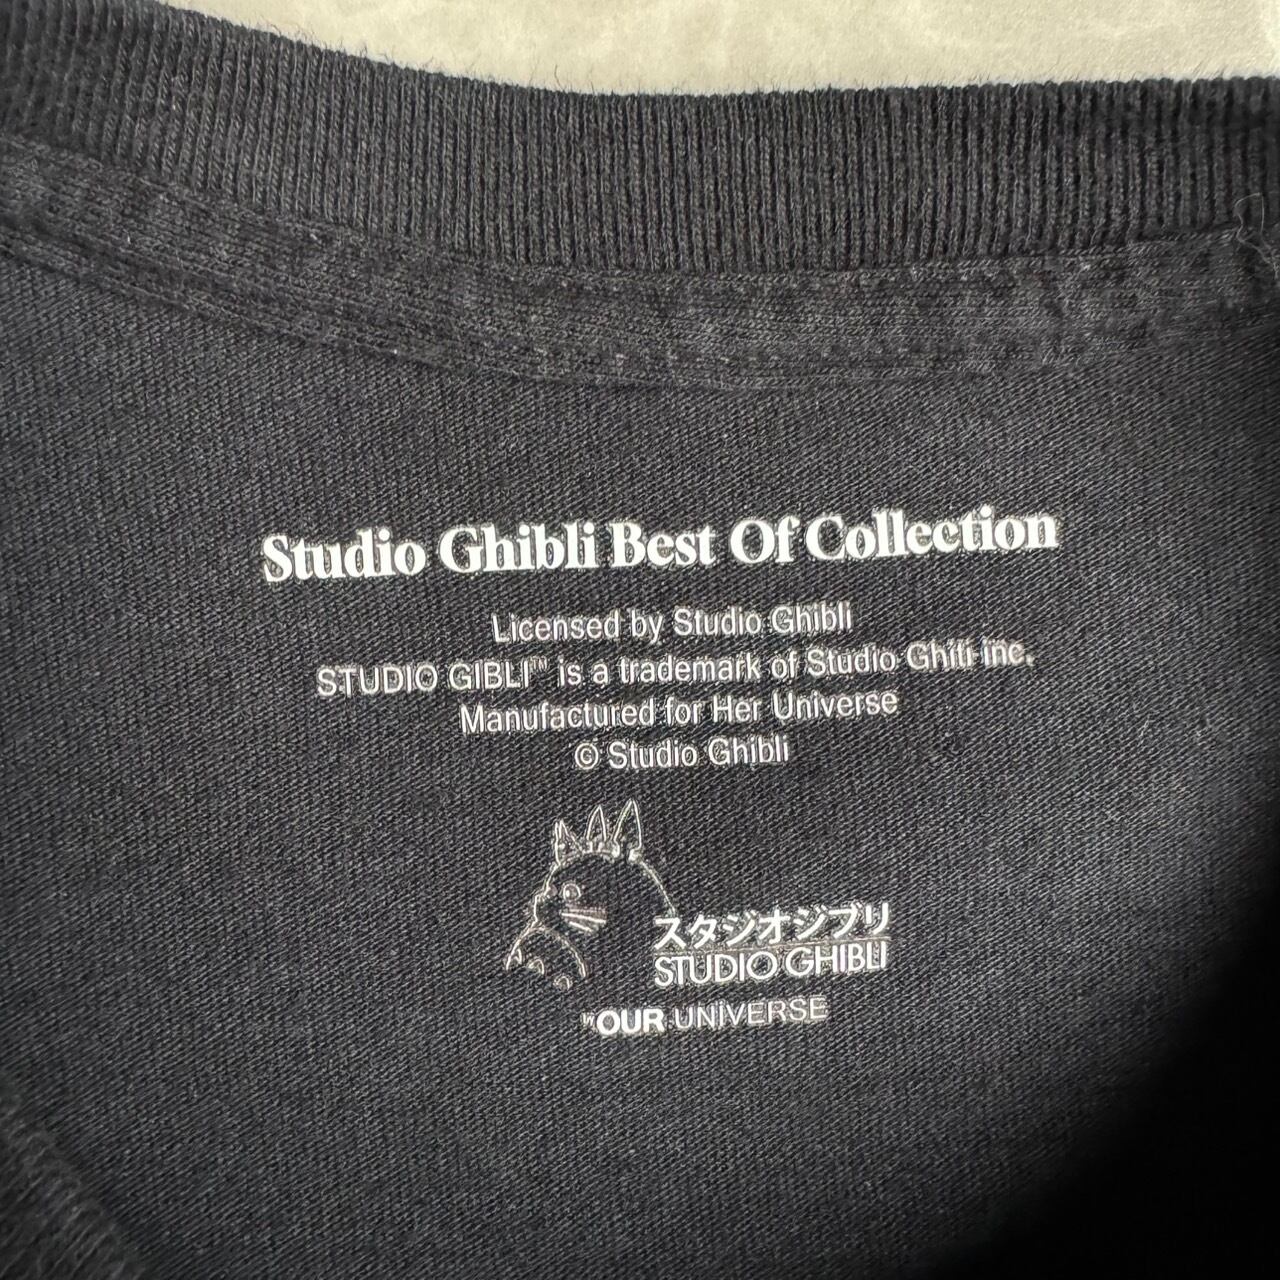 Studio Ghibli Best Of Collection
Licensed by Studio Ghibli
STUDIO GIBLI™ is a trademark of Studio Ghili inc.
Manufactured for Her Universe
© Studio Ghibli
スタジオジブリ
STUDIO GHIBLI
OUR UNIVERSE